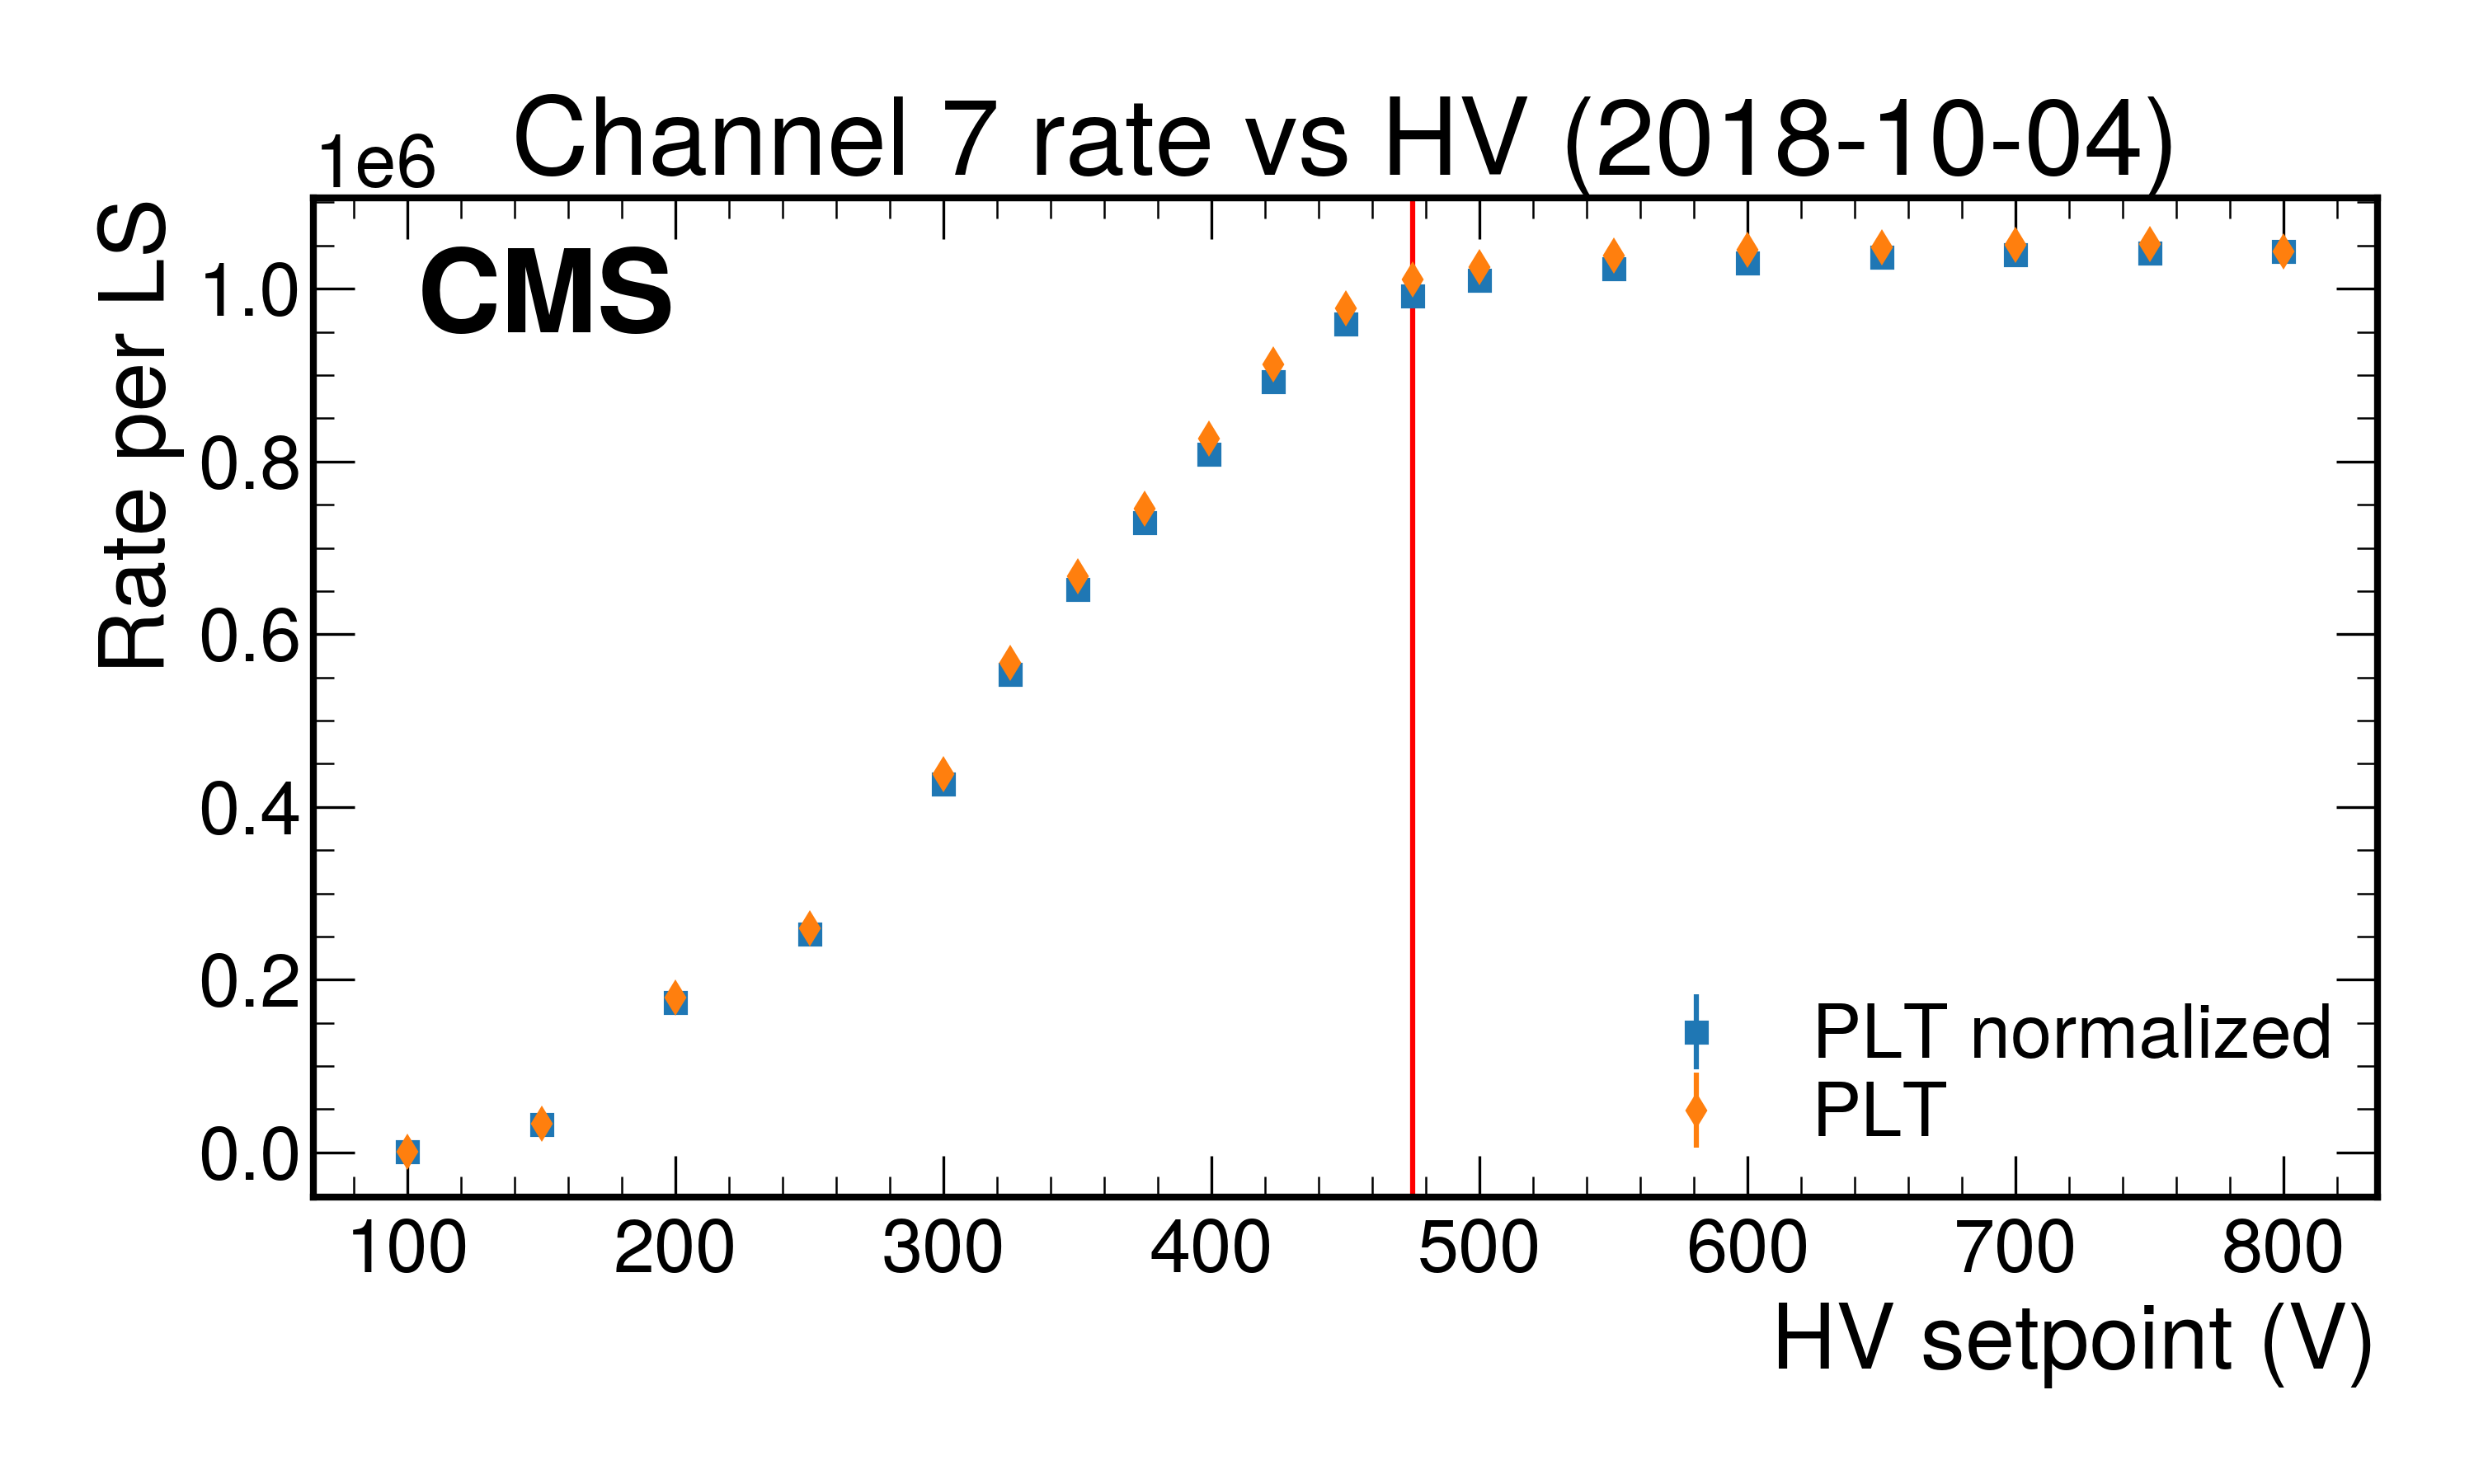 Channel 7 rate vs HV (2018-10-04)
1e6
CMS
Rate per LS
1.0
0.8
0.6
0.4
0.2
0.0
PLT normalized
PLT
100 200 300 400 500 600 700 800
HV setpoint (V)